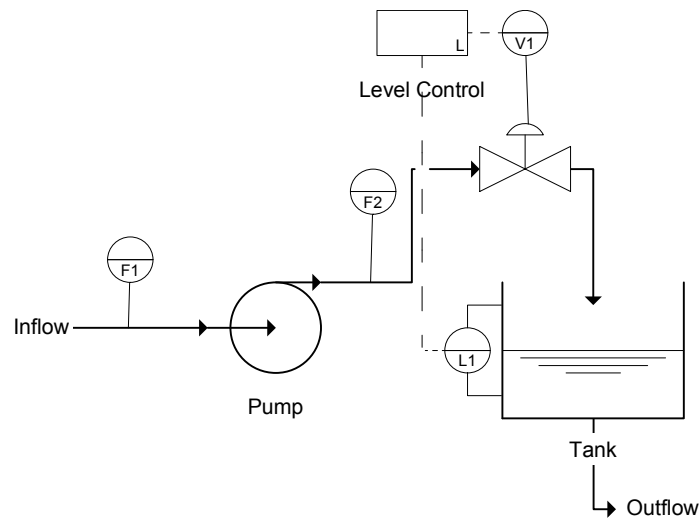 L
V1
Level Control
F2
F1
Inflow
L1
Pump
Tank
Outflow